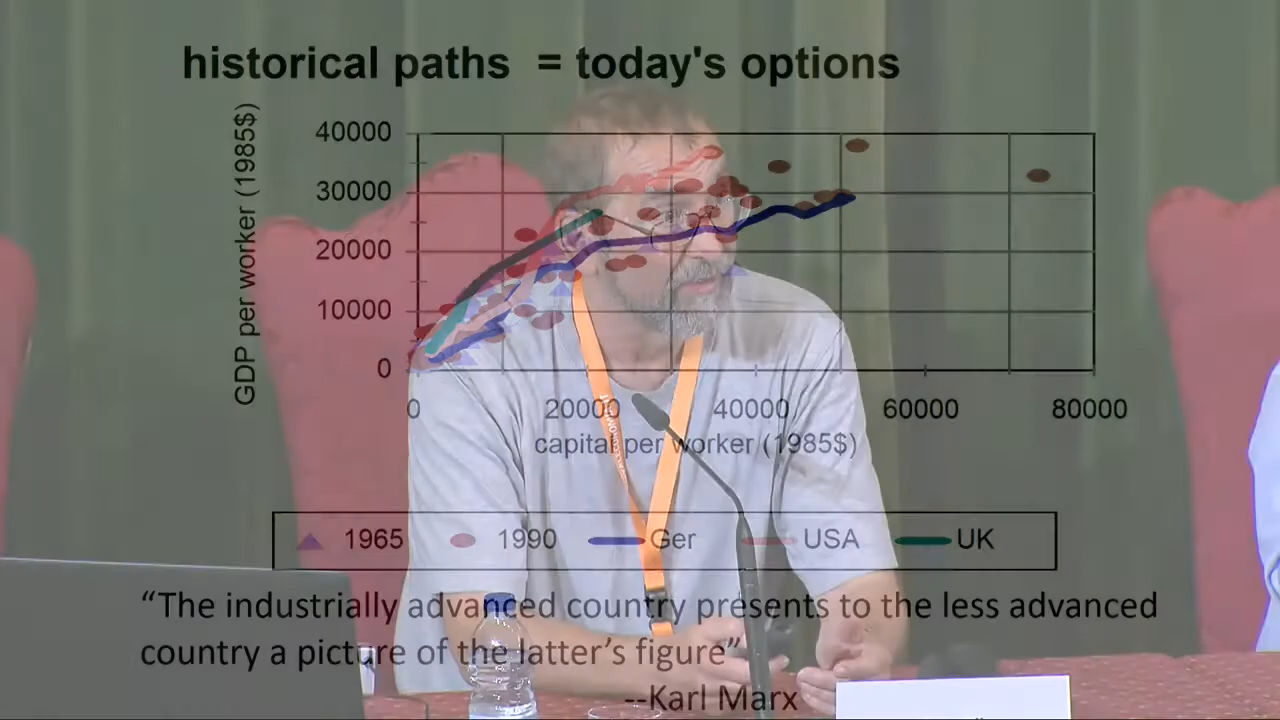 historical paths = today's options
GDP per worker (1985$)
40000
30000
20000
10000
0
0 20000 40000 60000 80000
capital per worker (1985$)
1965 1990 Ger USA UK
“The industrially advanced country presents to the less advanced
country a picture of the latter’s figure”
--Karl Marx